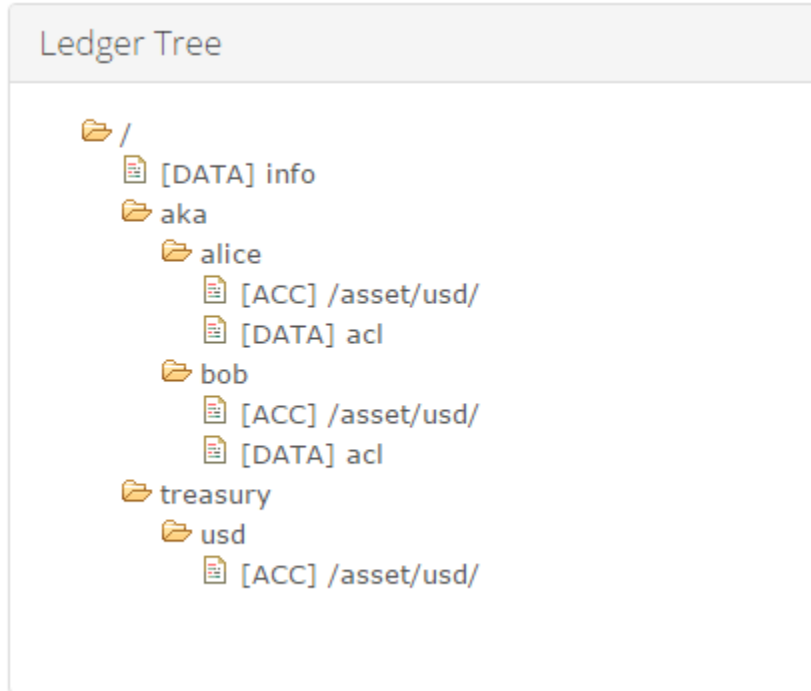 Ledger Tree
/
[DATA] info
aka
alice
[ACC] /asset/usd/
[DATA] acl
bob
[ACC] /asset/usd/
[DATA] acl
treasury
usd
[ACC] /asset/usd/